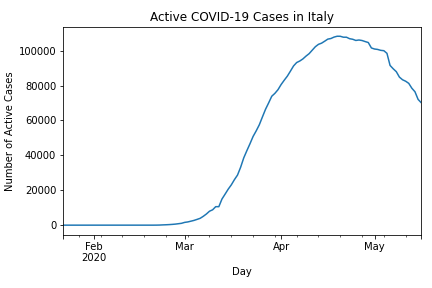 Active COVID-19 Cases in Italy
Number of Active Cases
100000
80000
60000
40000
20000
0
Feb
2020
Mar
Apr
May
Day